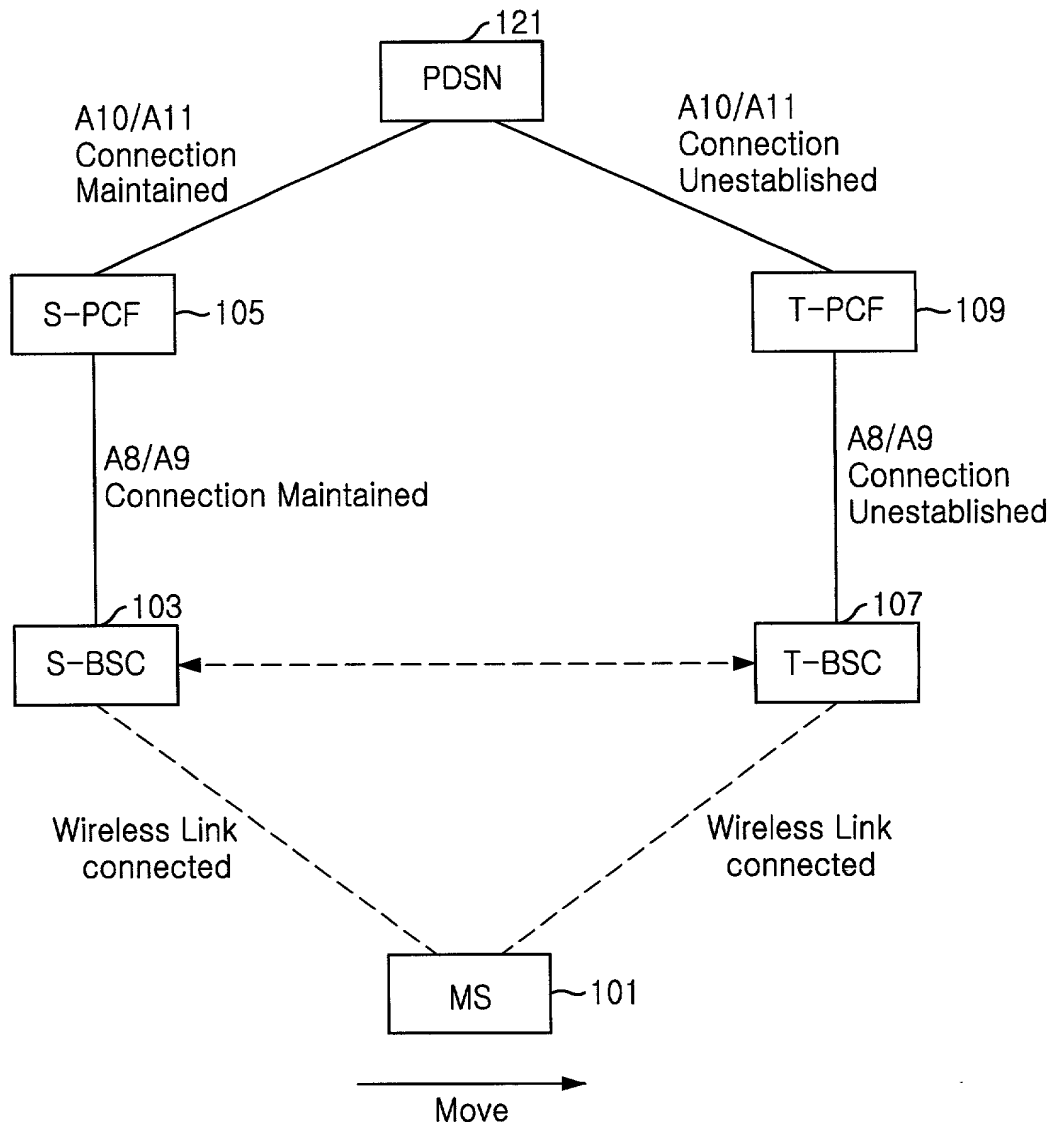 121
PDSN
A10/A11
Connection
Maintained
A10/A11
Connection
Unestablished
S-PCF
105
T-PCF
109
A8/A9
Connection Maintained
A8/A9
Connection
Unestablished
103
S-BSC
107
T-BSC
Wireless Link
connected
Wireless Link
connected
MS
101
Move